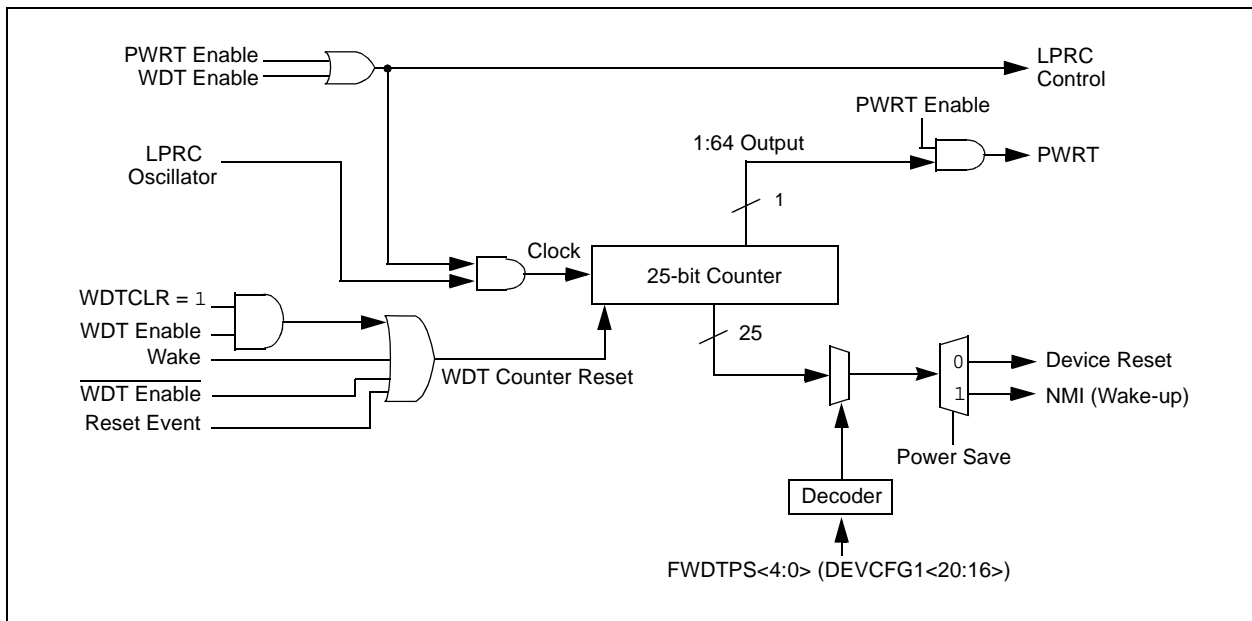 PWRT Enable
WDT Enable
LPRC
Control
PWRT Enable
1:64 Output
PWRT
LPRC
Oscillator
1
Clock
25-bit Counter
WDTCLR = 1
WDT Enable
Wake
WDT Enable
Reset Event
WDT Counter Reset
25
0
1
Device Reset
NMI (Wake-up)
Power Save
Decoder
FWDTPS<4:0> (DEVCFG1<20:16>)